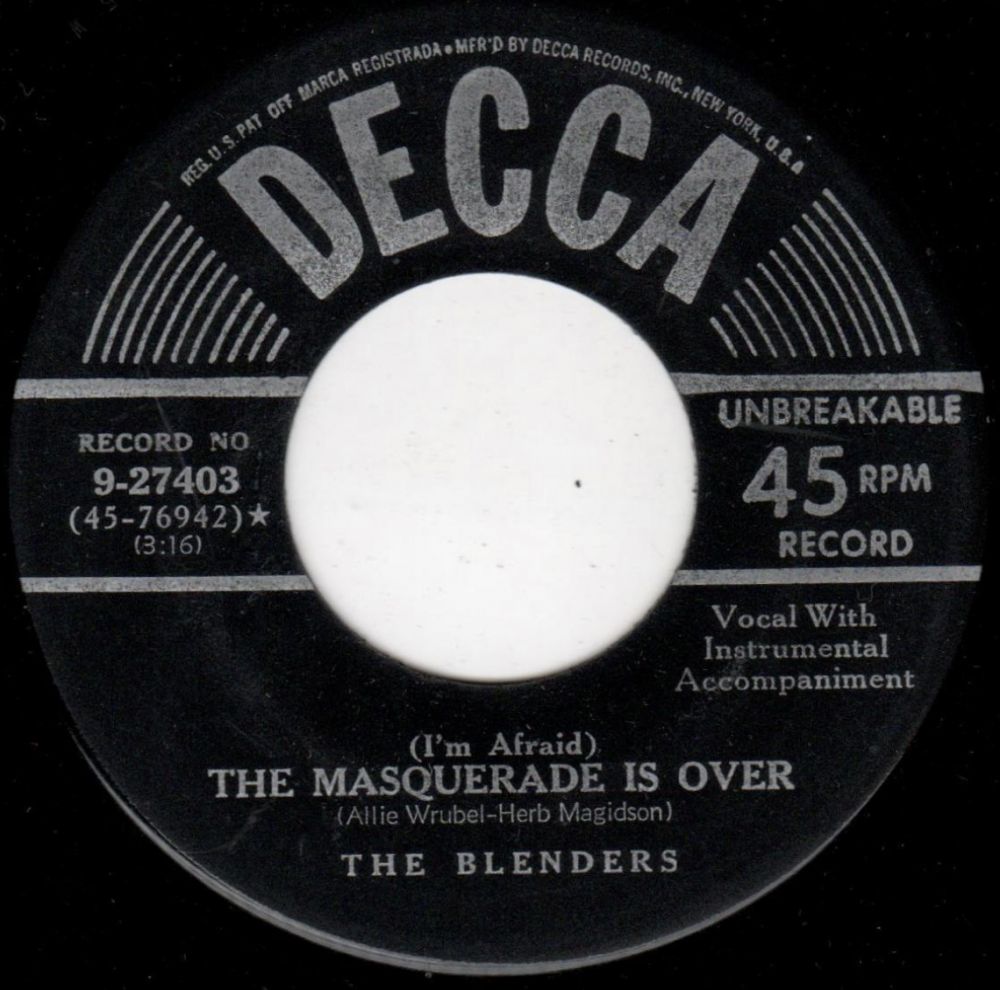 REG. U.S. PAT OFF MARCA REGISTRADA • MFR'D BY DECCA RECORDS, INC., NEW YORK, U.S.A
DECCA
RECORD NO
9-27403
(45-76942)★
(3:16)
UNBREAKABLE
45 RPM
RECORD
Vocal With
Instrumental
Accompaniment
(I'm Afraid)
THE MASQUERADE IS OVER
(Allie Wrubel-Herb Magidson)
THE BLENDERS